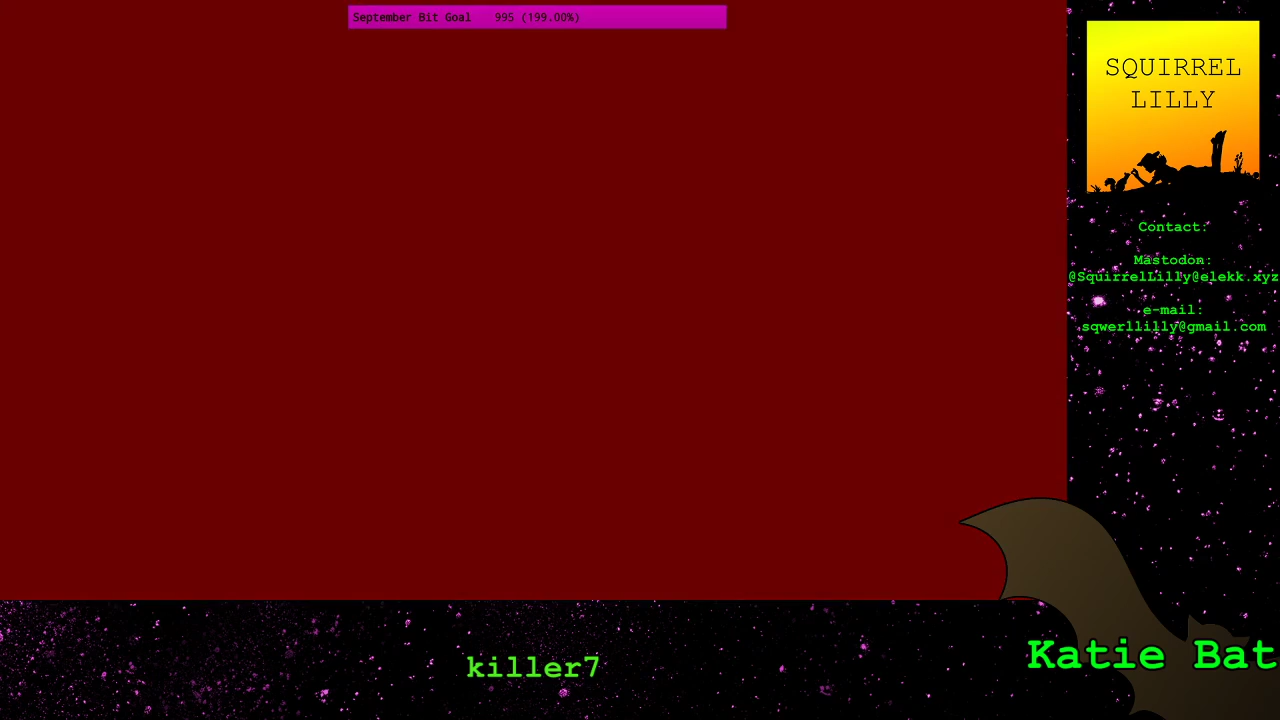 September Bit Goal 995 (199.00%)
SQUIRREL
LILLY
Contact:
Mastodon:
@SquirrelLilly@elekk.xyz
e-mail:
sqwerllilly@gmail.com
killer7
Katie Bat